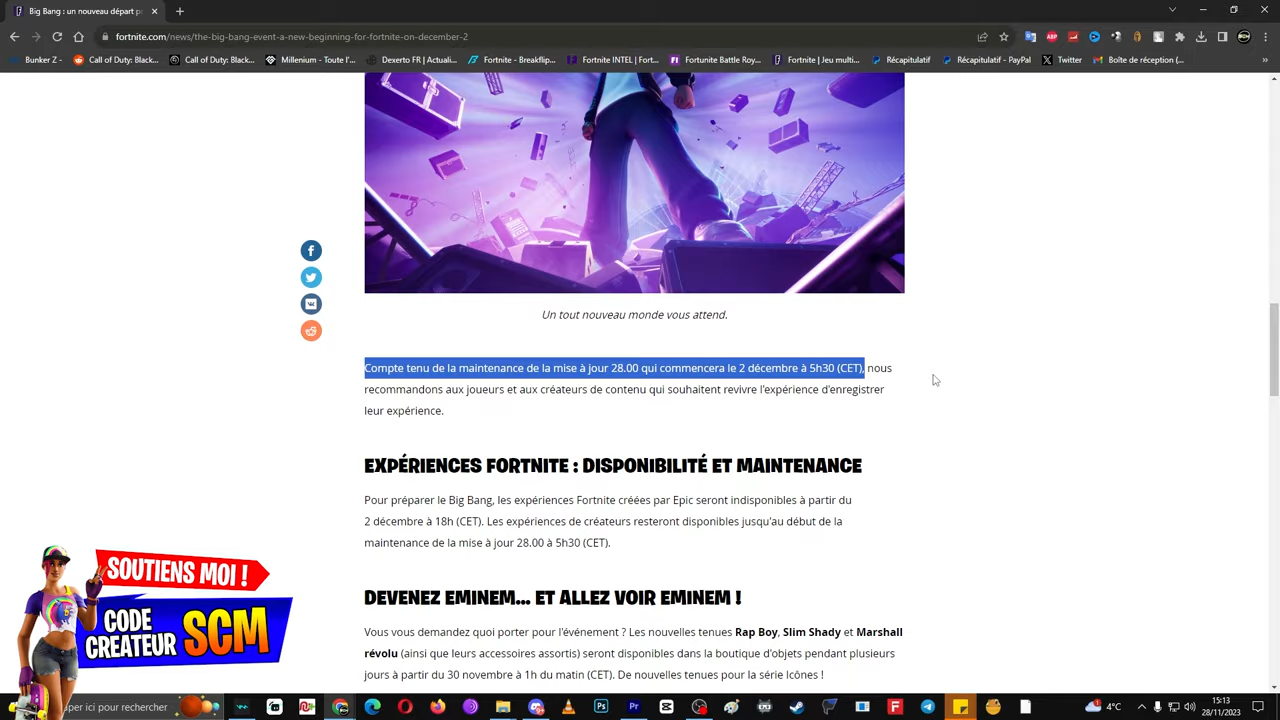 Big Bang : un nouveau départ p
fortnite.com/news/the-big-bang-event-a-new-beginning-for-fortnite-on-december-2
Bunker Z -
Call of Duty: Black...
Call of Duty: Black...
Millenium - Toute l'...
Dexerto FR | Actuali...
Fortnite - Breakflip...
Fortnite INTEL | Fort...
Fortunite Battle Roy...
Fortnite | Jeu multi...
Récapitulatif
Récapitulatif - PayPal
Twitter
Boîte de réception (...
»
Un tout nouveau monde vous attend.
Compte tenu de la maintenance de la mise à jour 28.00 qui commencera le 2 décembre à 5h30 (CET), nous
recommandons aux joueurs et aux créateurs de contenu qui souhaitent revivre l'expérience d'enregistrer
leur expérience.
EXPÉRIENCES FORTNITE : DISPONIBILITÉ ET MAINTENANCE
Pour préparer le Big Bang, les expériences Fortnite créées par Epic seront indisponibles à partir du
2 décembre à 18h (CET). Les expériences de créateurs resteront disponibles jusqu'au début de la
maintenance de la mise à jour 28.00 à 5h30 (CET).
DEVENEZ EMINEM... ET ALLEZ VOIR EMINEM !
Vous vous demandez quoi porter pour l'événement ? Les nouvelles tenues Rap Boy, Slim Shady et Marshall
révolu (ainsi que leurs accessoires assortis) seront disponibles dans la boutique d'objets pendant plusieurs
jours à partir du 30 novembre à 1h du matin (CET). De nouvelles tenues pour la série Icônes !
SOUTIENS MOI !
CODE
CREATEUR SCM
aper ici pour rechercher
4°C
15:13
28/11/2023